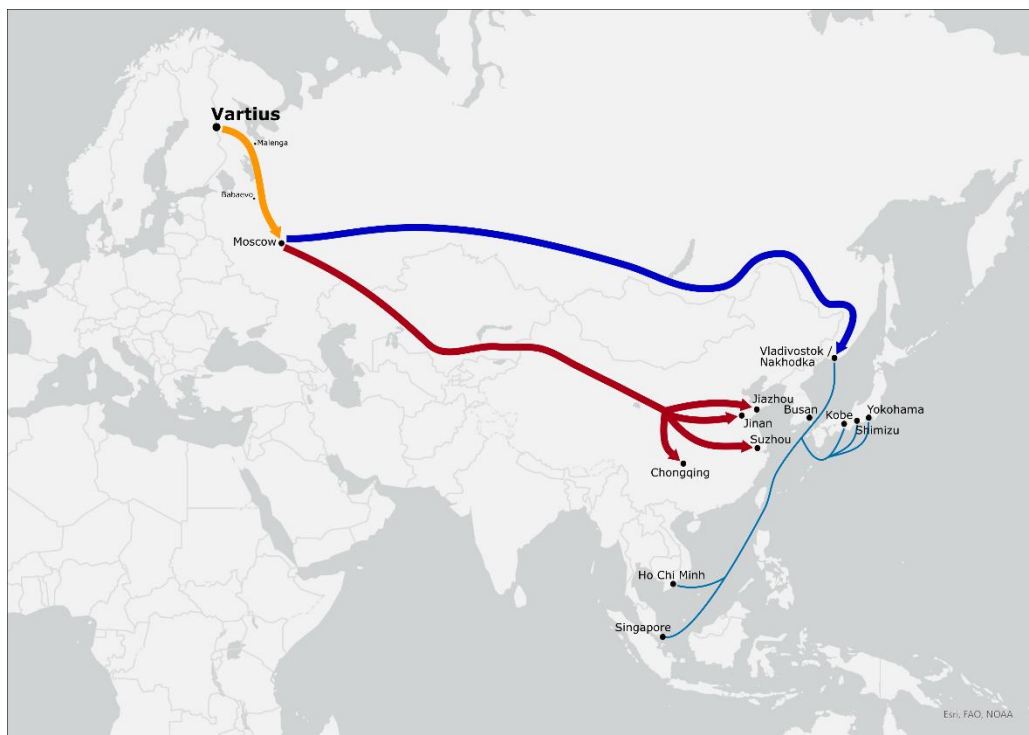 Vartius
Malenga
Babaevo
Moscow
Vladivostok /
Nakhodka
Jiazhou
Busan
Yokohama
Kobe
Jinan
Shimizu
Suzhou
Chongqing
Ho Chi Minh
Singapore
Esri, FAO, NOAA